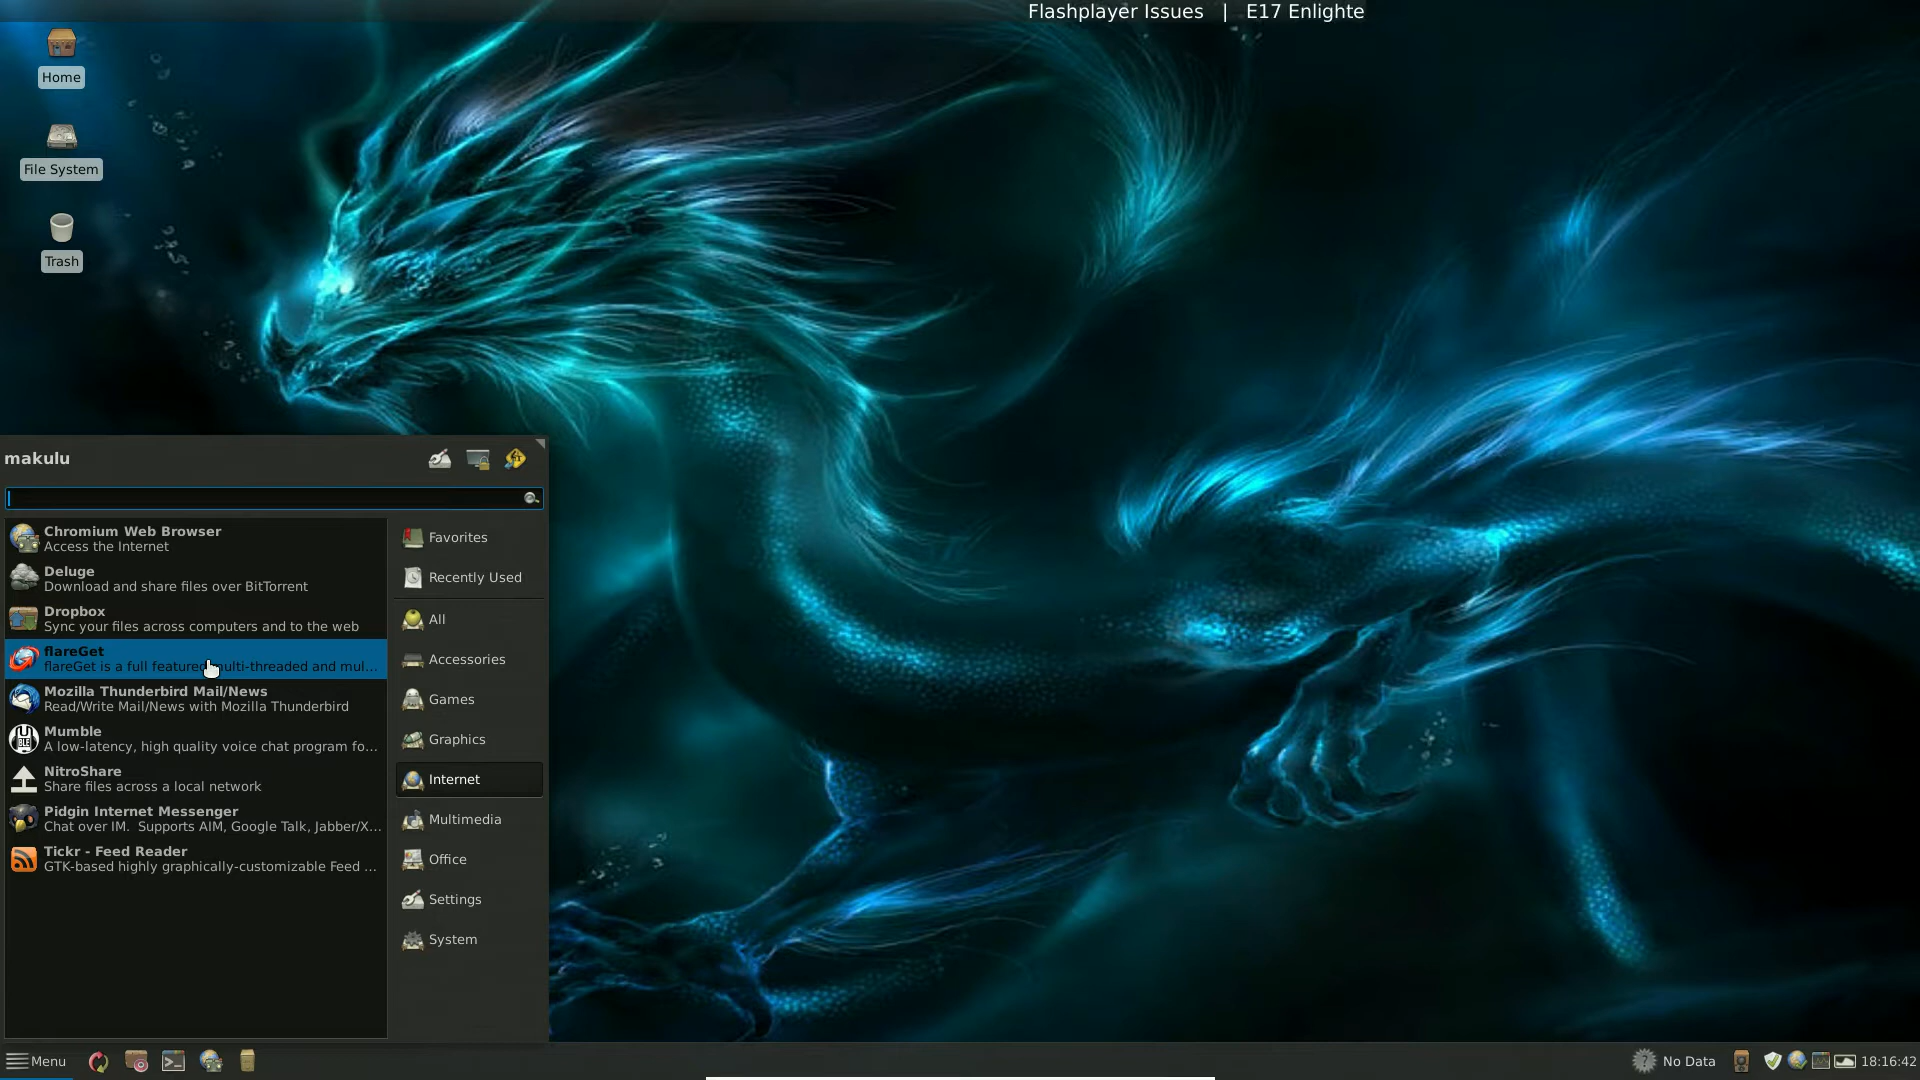 Flashplayer Issues | E17 Enlighte
Home
File System
Trash
makulu
Chromium Web Browser
Access the Internet
Deluge
Download and share files over BitTorrent
Dropbox
Sync your files across computers and to the web
flareGet
flareGet is a full featured multi-threaded and mul...
Mozilla Thunderbird Mail/News
Read/Write Mail/News with Mozilla Thunderbird
Mumble
A low-latency, high quality voice chat program fo...
NitroShare
Share files across a local network
Pidgin Internet Messenger
Chat over IM. Supports AIM, Google Talk, Jabber/X...
Tickr - Feed Reader
GTK-based highly graphically-customizable Feed ...
Favorites
Recently Used
All
Accessories
Games
Graphics
Internet
Multimedia
Office
Settings
System
Menu
No Data
18:16:42